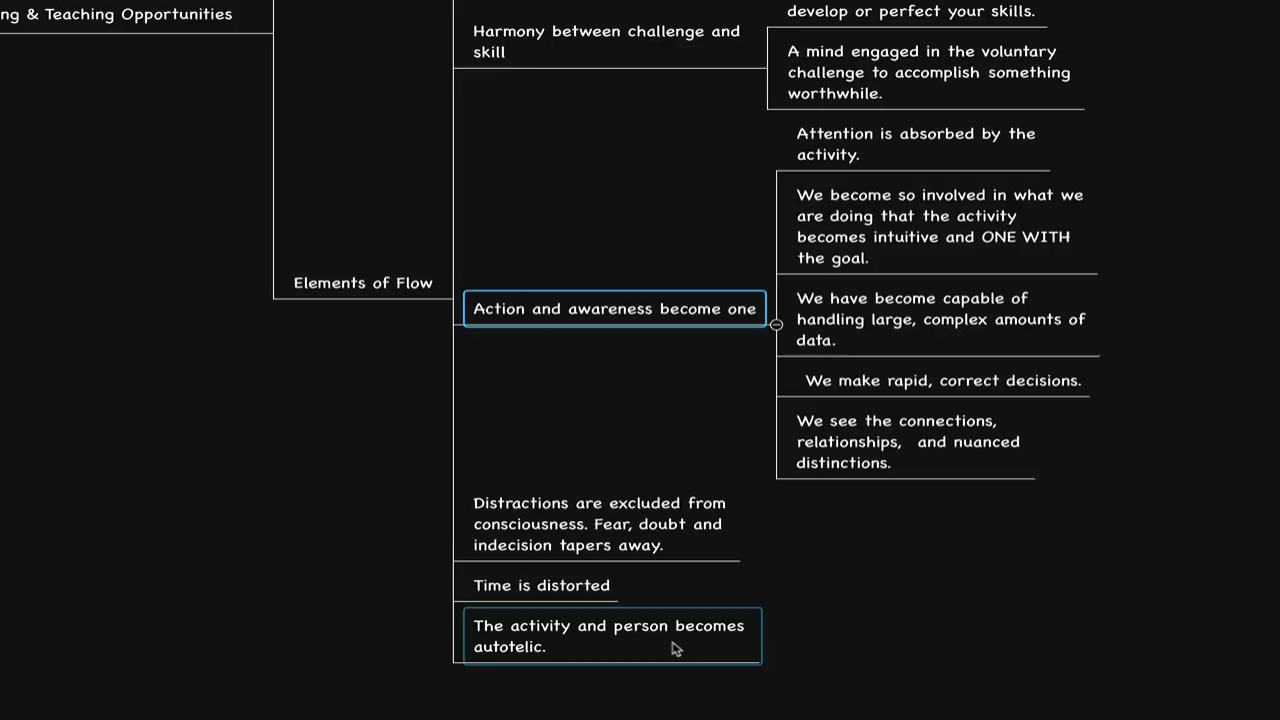 ng & Teaching Opportunities
Elements of Flow
Harmony between challenge and
skill
develop or perfect your skills.
A mind engaged in the voluntary
challenge to accomplish something
worthwhile.
Action and awareness become one
Attention is absorbed by the
activity.
We become so involved in what we
are doing that the activity
becomes intuitive and ONE WITH
the goal.
We have become capable of
handling large, complex amounts of
data.
We make rapid, correct decisions.
We see the connections,
relationships,  and nuanced
distinctions.
Distractions are excluded from
consciousness. Fear, doubt and
indecision tapers away.
Time is distorted
The activity and person becomes
autotelic.